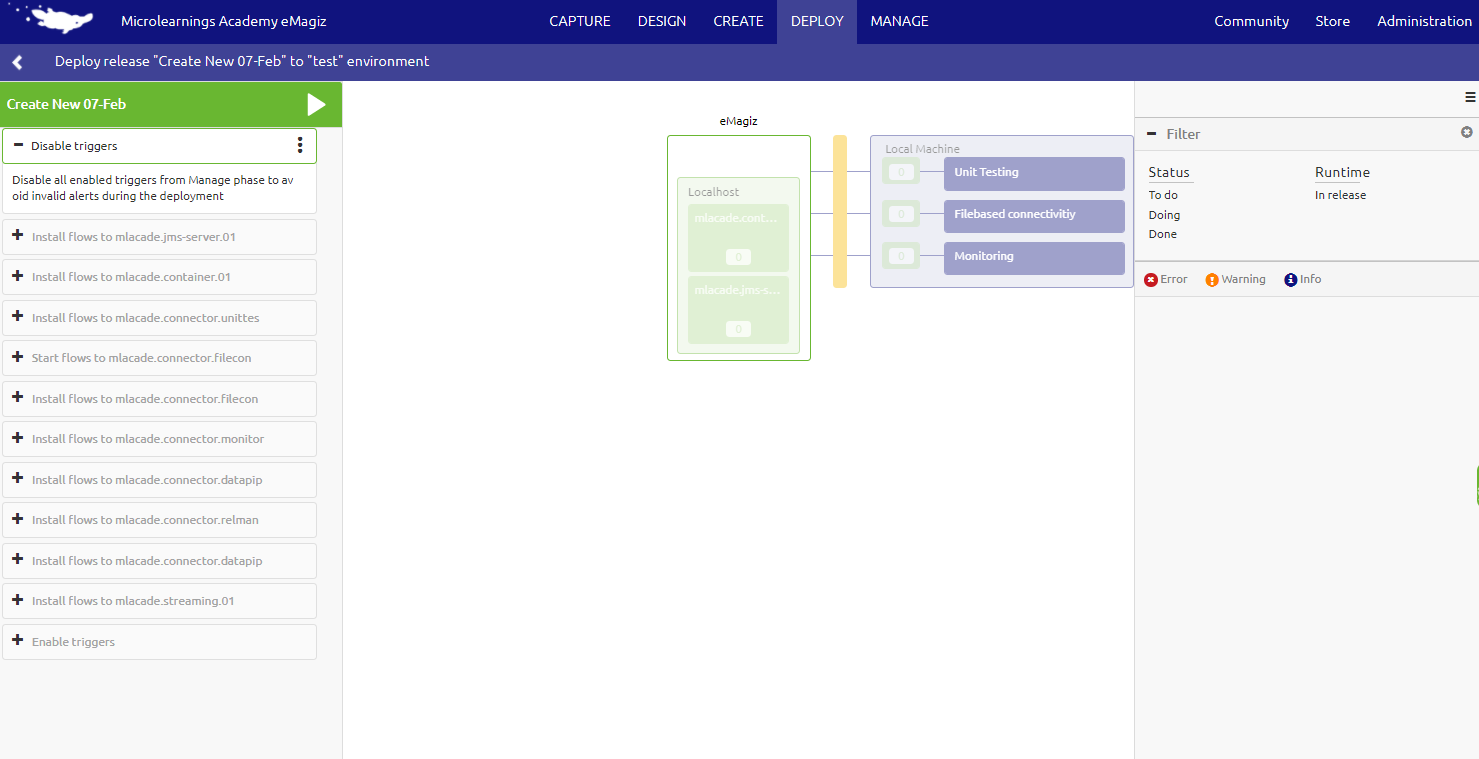 Microlearnings Academy eMagiz
CAPTURE
DESIGN
CREATE
DEPLOY
MANAGE
Community
Store
Administration
Deploy release "Create New 07-Feb" to "test" environment
Create New 07-Feb
Disable triggers
Disable all enabled triggers from Manage phase to av
oid invalid alerts during the deployment
Install flows to mlacade.jms-server.01
Install flows to mlacade.container.01
Install flows to mlacade.connector.unittes
Start flows to mlacade.connector.filecon
Install flows to mlacade.connector.filecon
Install flows to mlacade.connector.monitor
Install flows to mlacade.connector.datapip
Install flows to mlacade.connector.relman
Install flows to mlacade.connector.datapip
Install flows to mlacade.streaming.01
Enable triggers
eMagiz
Localhost
mlacade.cont...
0
mlacade.jms-s...
0
Local Machine
0
Unit Testing
0
Filebased connectivitiy
0
Monitoring
Filter
Status
Runtime
To do
In release
Doing
Done
Error
Warning
Info